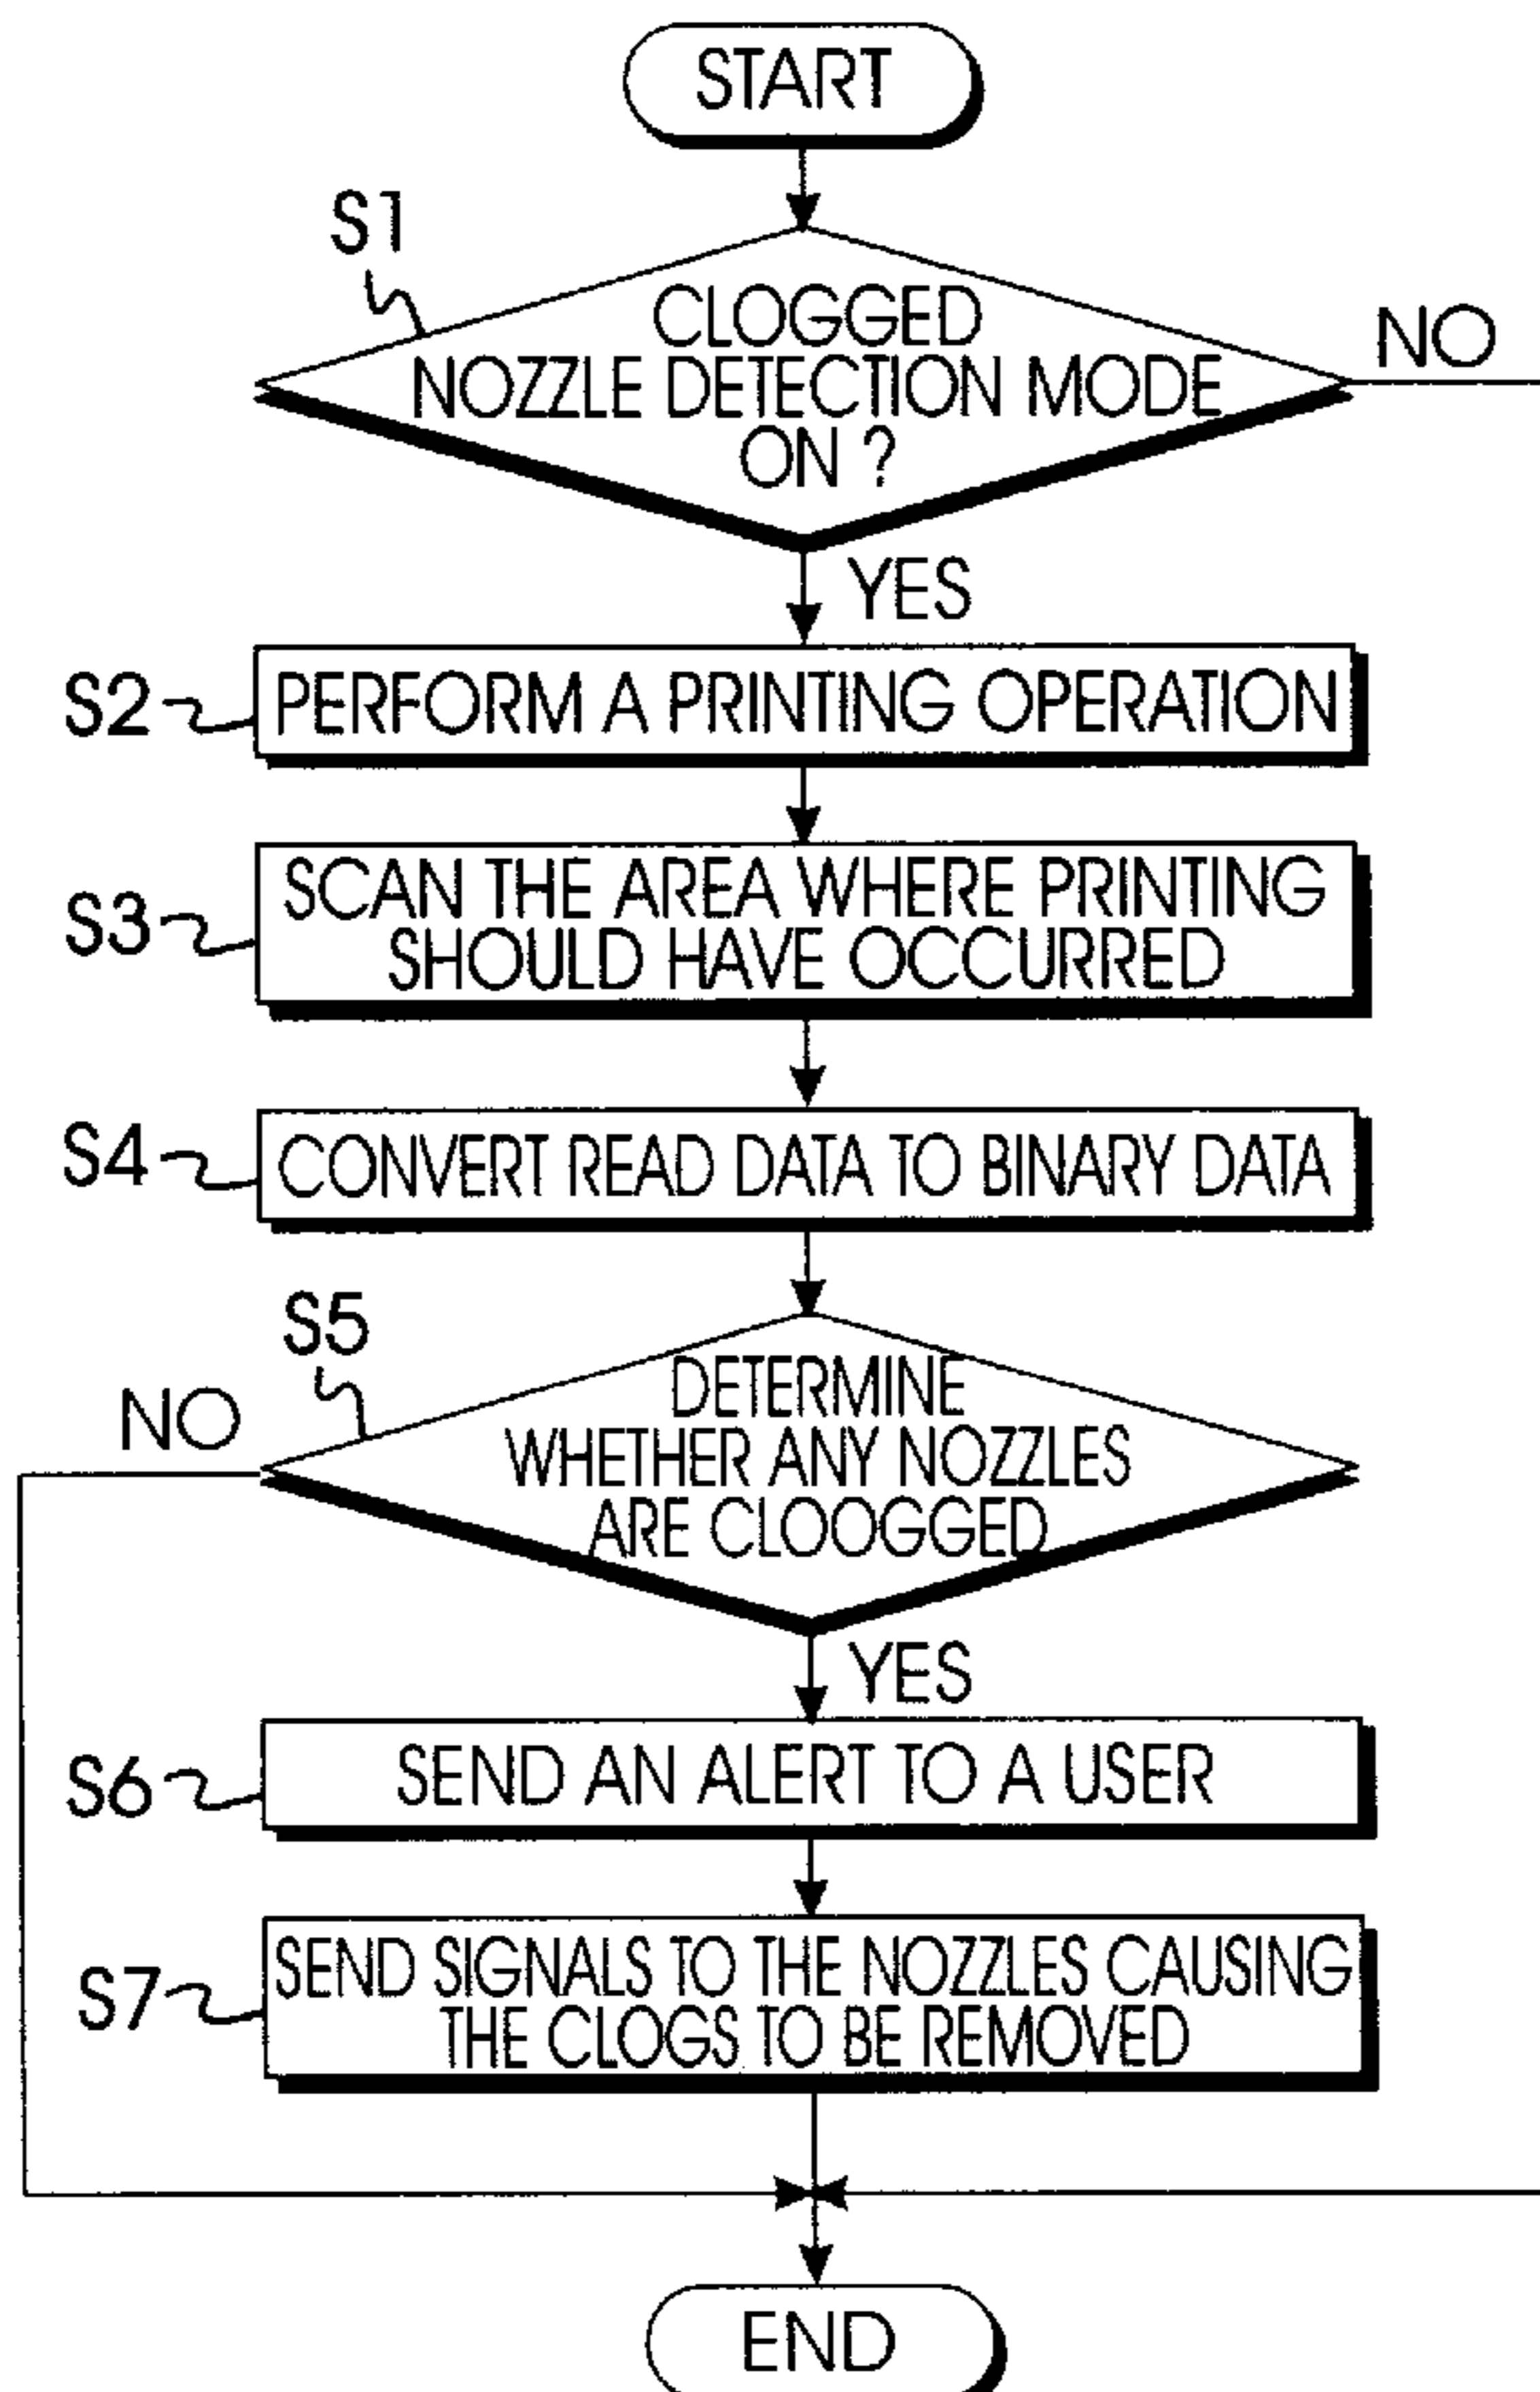 START
S1
CLOGGED
NOZZLE DETECTION MODE
ON ?
NO
YES
S2
PERFORM A PRINTING OPERATION
S3
SCAN THE AREA WHERE PRINTING
SHOULD HAVE OCCURRED
S4
CONVERT READ DATA TO BINARY DATA
S5
NO
DETERMINE
WHETHER ANY NOZZLES
ARE CLOOGGED
YES
S6
SEND AN ALERT TO A USER
S7
SEND SIGNALS TO THE NOZZLES CAUSING
THE CLOGS TO BE REMOVED
END